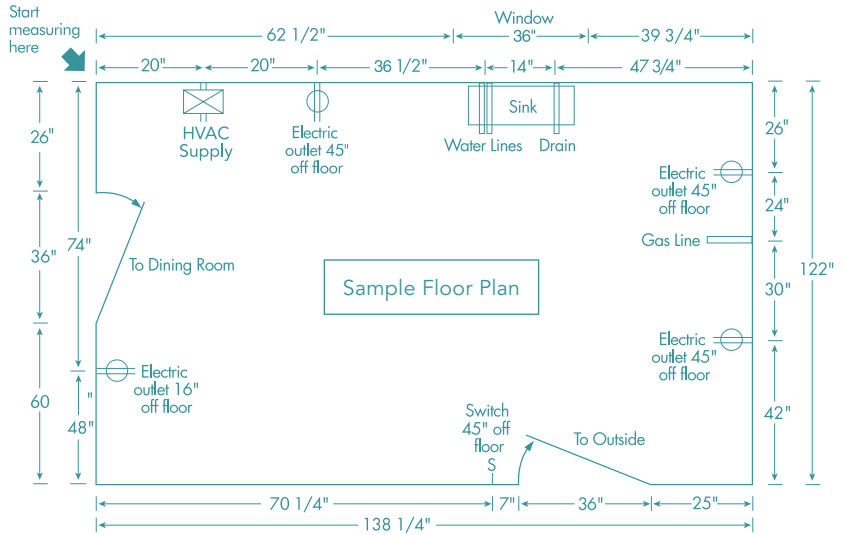 Start
measuring
here
Window
62 1/2"
36"
39 3/4"
20"
20"
36 1/2"
14"
47 3/4"
Sink
HVAC
Supply
Electric
outlet 45"
off floor
Water Lines
Drain
26"
26"
Electric
outlet 45"
off floor
24"
36"
74"
To Dining Room
Gas Line
122"
Sample Floor Plan
30"
Electric
outlet 45"
off floor
Electric
outlet 16"
off floor
60
"
48"
42"
Switch
45" off
floor
S
To Outside
70 1/4"
7"
36"
25"
138 1/4"